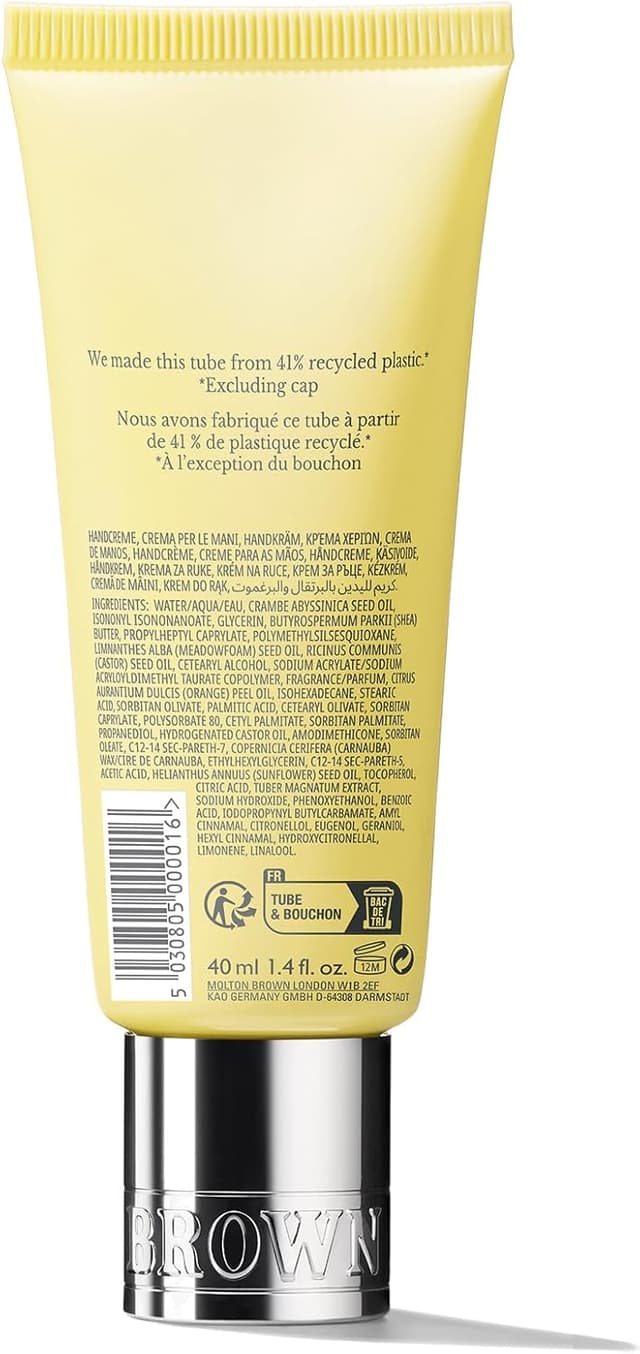 We made this tube from 41% recycled plastic.*
*Excluding cap
Nous avons fabriqué ce tube à partir
de 41 % de plastique recyclé.*
*À l'exception du bouchon
HANDCREME, CREMA PER LE MANI, HANDKRÄM, ΚΡΕΜΑ ΧΕΡΙΩΝ, CREMA
DE MANOS, HANDCRÈME, CREME PARA AS MÃOS, HÅNDCREME, KÄSIVOIDE,
HÅNDKREM, KREMA ZA RUKE, KRÉM NA RUCE, КРЕМ ЗА РЪЦЕ, KÉZKRÉM,
CREMĂ DE MÂINI, KREM DO RĄK, كريم لليدين بالبرتقال والبرغموت.
INGREDIENTS: WATER/AQUA/EAU, CRAMBE ABYSSINICA SEED OIL,
ISONONYL ISONONANOATE, GLYCERIN, BUTYROSPERMUM PARKII (SHEA)
BUTTER, PROPYLHEPTYL CAPRYLATE, POLYMETHYLSILSESQUIOXANE,
LIMNANTHES ALBA (MEADOWFOAM) SEED OIL, RICINUS COMMUNIS
(CASTOR) SEED OIL, CETEARYL ALCOHOL, SODIUM ACRYLATE/SODIUM
ACRYLOYLDIMETHYL TAURATE COPOLYMER, FRAGRANCE/PARFUM, CITRUS
AURANTIUM DULCIS (ORANGE) PEEL OIL, ISOHEXADECANE, STEARIC
ACID, SORBITAN OLIVATE, PALMITIC ACID, CETEARYL OLIVATE, SORBITAN
CAPRYLATE, POLYSORBATE 80, CETYL PALMITATE, SORBITAN PALMITATE,
PROPANEDIOL, HYDROGENATED CASTOR OIL, AMODIMETHICONE, SORBITAN
OLEATE, C12-14 SEC-PARETH-7, COPERNICIA CERIFERA (CARNAUBA)
WAX/CIRE DE CARNAUBA, ETHYLHEXYLGLYCERIN, C12-14 SEC-PARETH-5,
ACETIC ACID, HELIANTHUS ANNUUS (SUNFLOWER) SEED OIL, TOCOPHEROL,
CITRIC ACID, TUBER MAGNATUM EXTRACT,
SODIUM HYDROXIDE, PHENOXYETHANOL, BENZOIC
ACID, IODOPROPYNYL BUTYLCARBAMATE, AMYL
CINNAMAL, CITRONELLOL, EUGENOL, GERANIOL,
HEXYL CINNAMAL, HYDROXYCITRONELLAL,
LIMONENE, LINALOOL.
5 030805 000016 >
FR
TUBE
& BOUCHON
BAC
DE
TRI
40 ml 1.4 fl. oz.
12M
MOLTON BROWN LONDON W1B 2EF
KAO GERMANY GMBH D-64308 DARMSTADT
BROWN